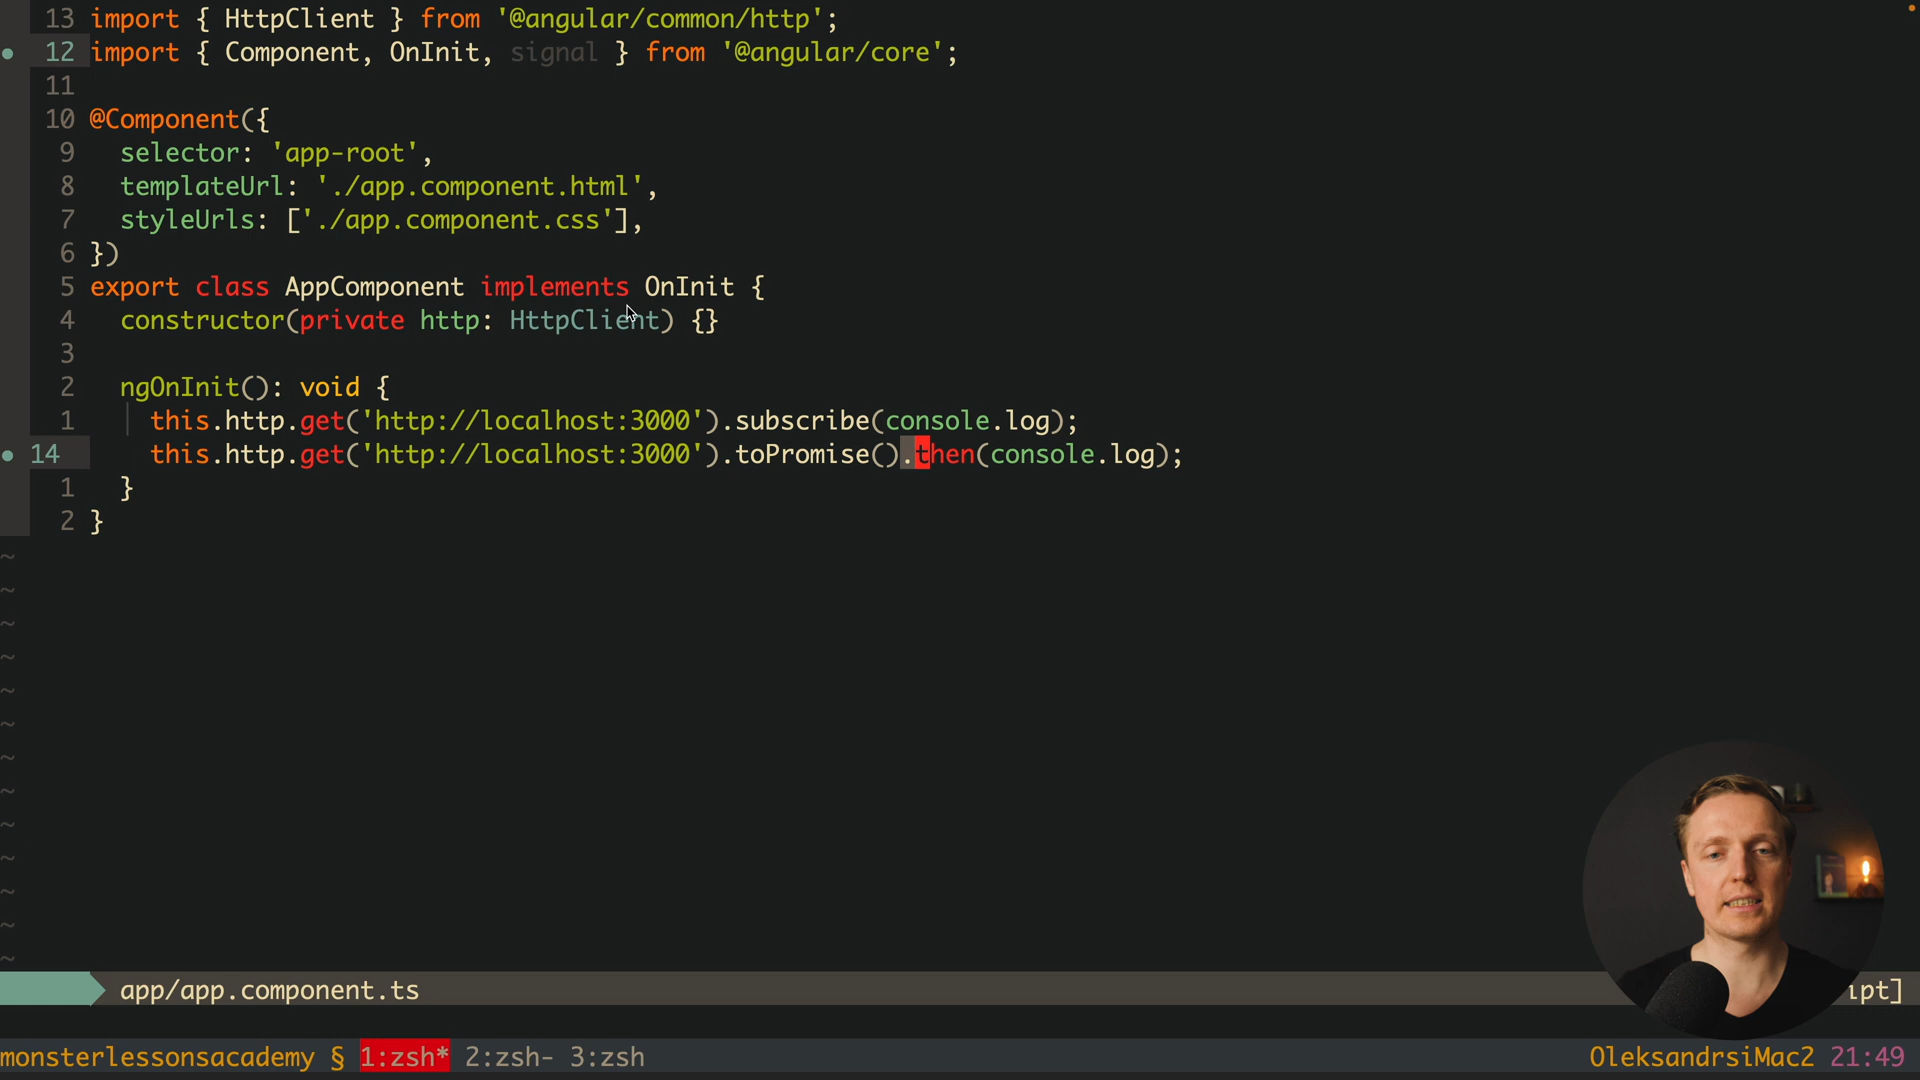 13 import { HttpClient } from '@angular/common/http';
12 import { Component, OnInit, signal } from '@angular/core';
11
10 @Component({
9 selector: 'app-root',
8 templateUrl: './app.component.html',
7 styleUrls: ['./app.component.css'],
6 })
5 export class AppComponent implements OnInit {
4 constructor(private http: HttpClient) {}
3
2 ngOnInit(): void {
1 this.http.get('http://localhost:3000').subscribe(console.log);
14 this.http.get('http://localhost:3000').toPromise().then(console.log);
1 }
2 }
~
~
~
~
~
~
~
~
~
~
~
~
~
app/app.component.ts ipt]
monsterlessonsacademy § 1:zsh* 2:zsh- 3:zsh OleksandrsiMac2 21:49